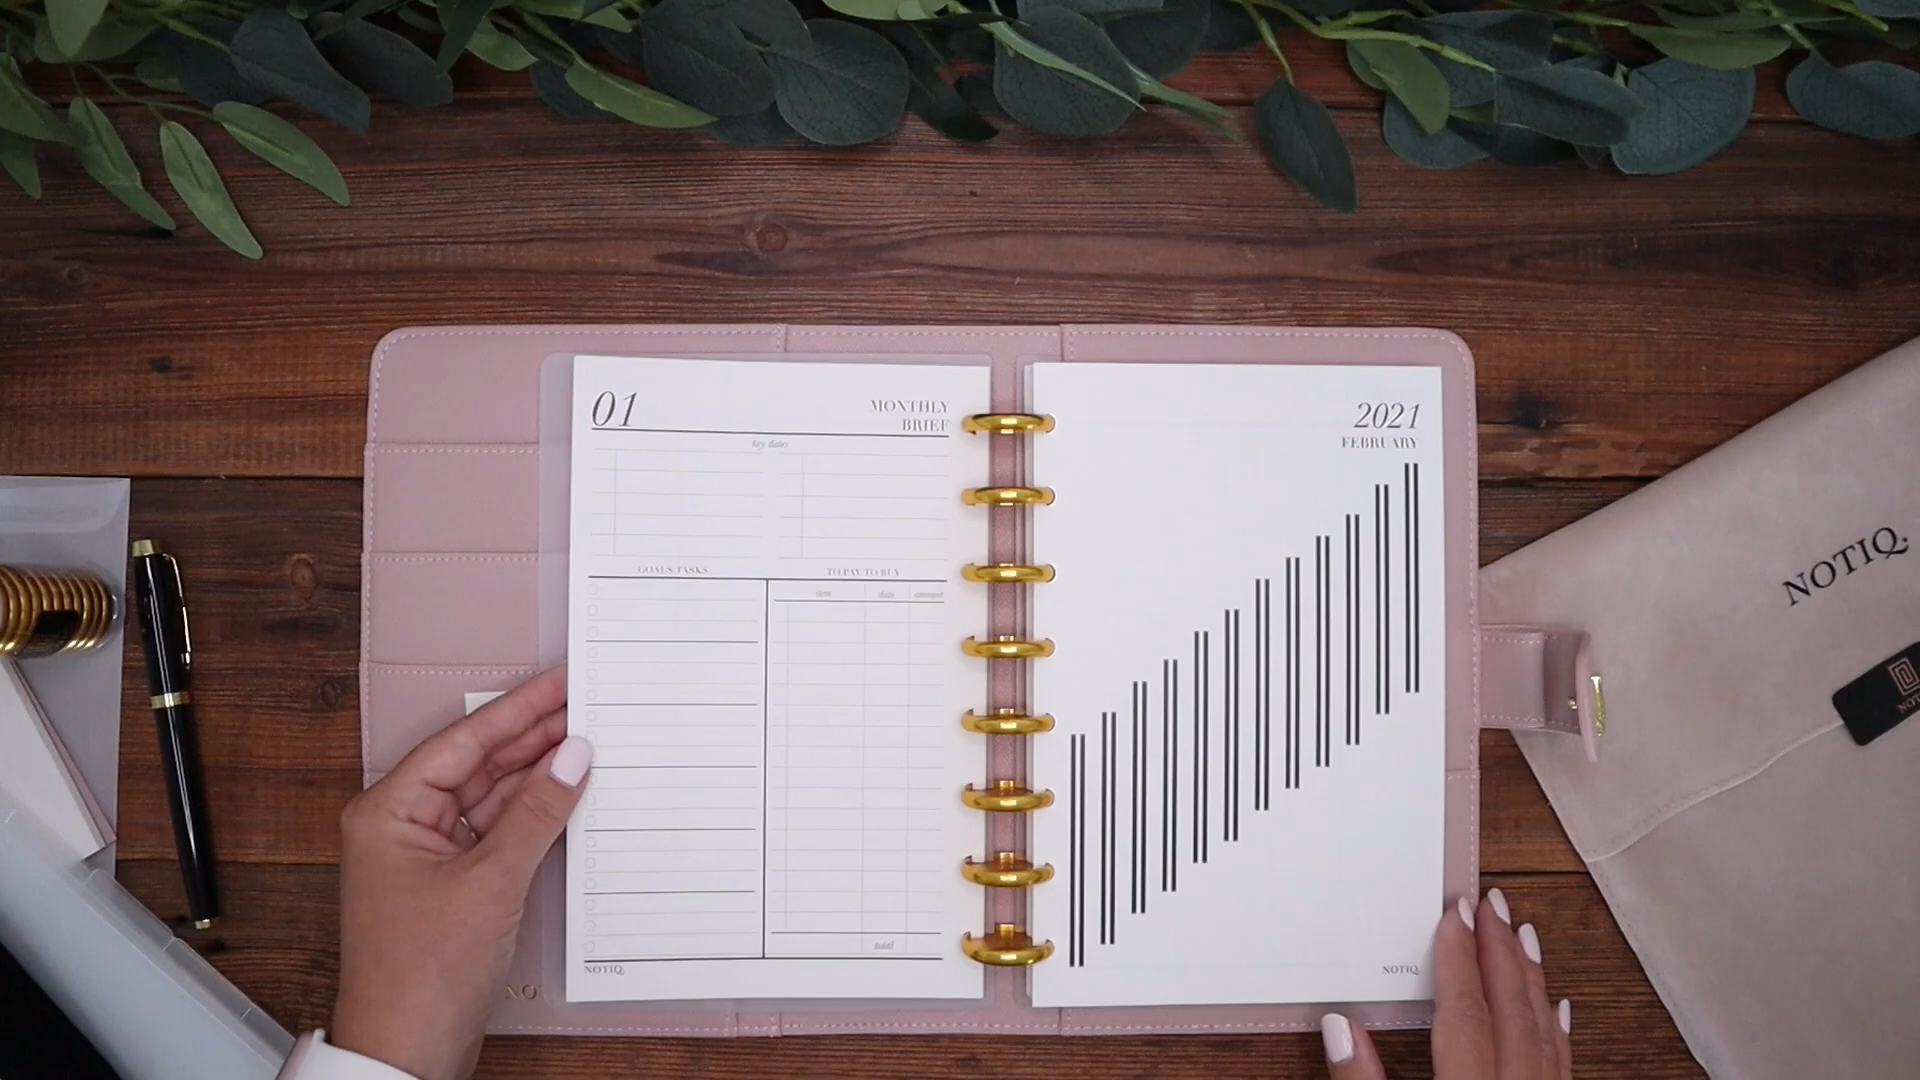 01
MONTHLY
BRIEF
key dates
GOALS/TASKS
TO PAY/TO BUY
item date amount
total
NOTIQ
2021
FEBRUARY
NOTIQ
NOTIQ.